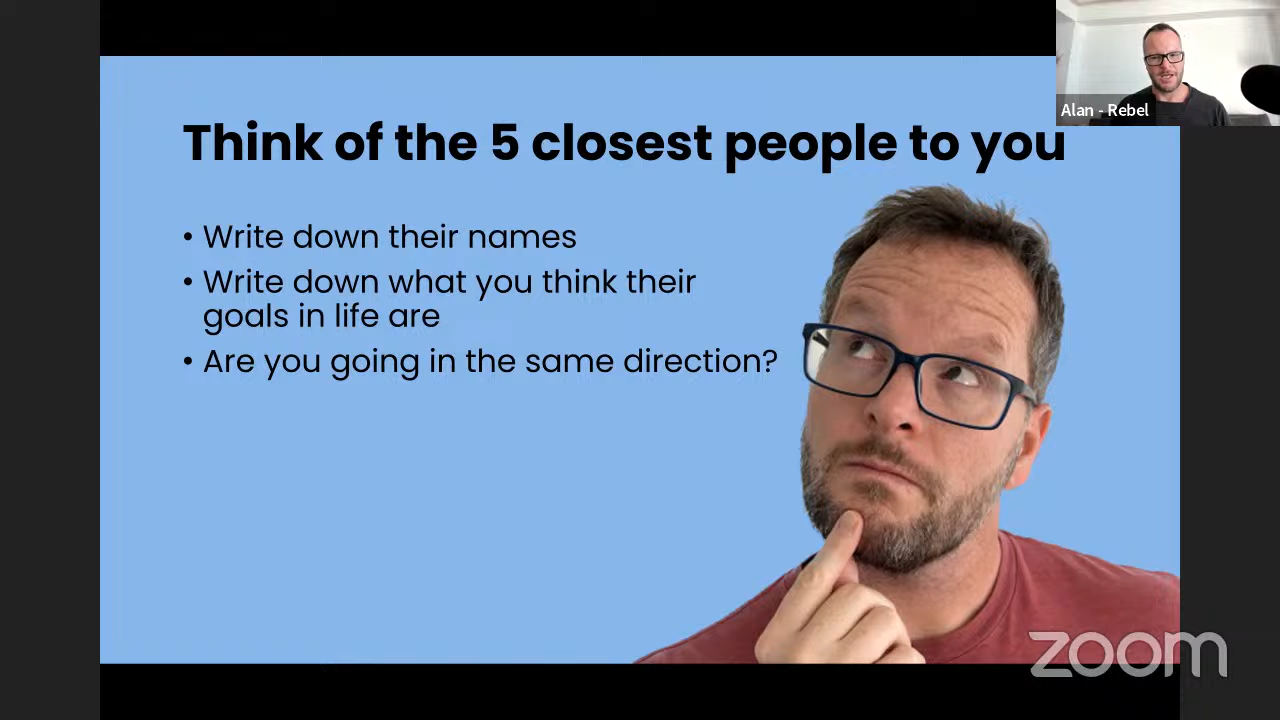 Think of the 5 closest people to you
• Write down their names
• Write down what you think their
goals in life are
• Are you going in the same direction?
Alan - Rebel
zoom